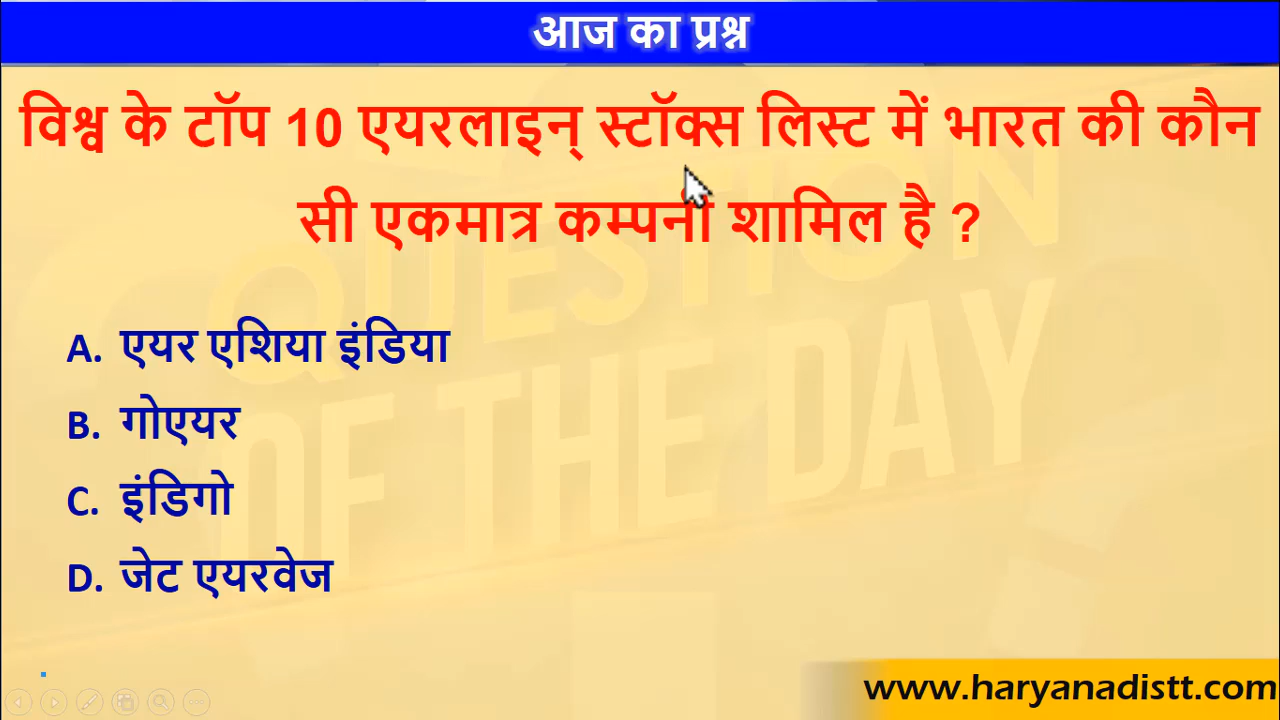 आज का प्रश्न
विश्व के टॉप 10 एयरलाइन् स्टॉक्स लिस्ट में भारत की कौन
सी एकमात्र कम्पनी शामिल है ?
QUESTION
OF THE DAY
A. एयर एशिया इंडिया
B. गोएयर
C. इंडिगो
D. जेट एयरवेज
www.haryanadistt.com